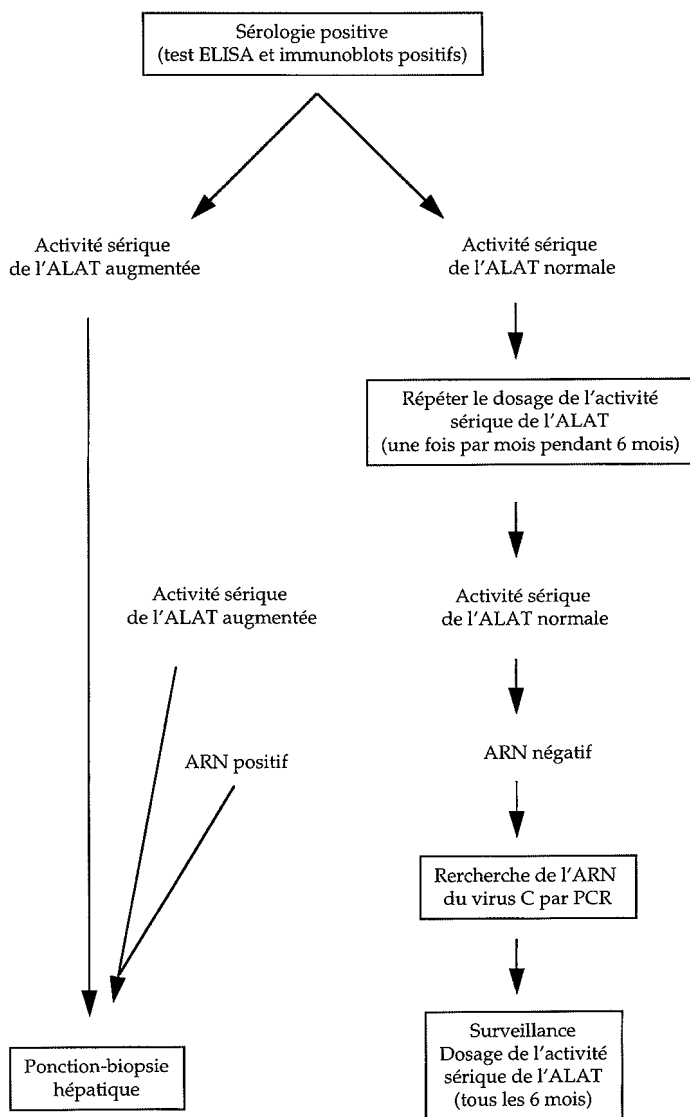 Sérologie positive
(test ELISA et immunoblots positifs)
Activité sérique
de l'ALAT augmentée
Activité sérique
de l'ALAT normale
Répéter le dosage de l'activité
sérique de l'ALAT
(une fois par mois pendant 6 mois)
Activité sérique
de l'ALAT augmentée
Activité sérique
de l'ALAT normale
ARN positif
ARN négatif
Rercherche de l'ARN
du virus C par PCR
Ponction-biopsie
hépatique
Surveillance
Dosage de l'activité
sérique de l'ALAT
(tous les 6 mois)